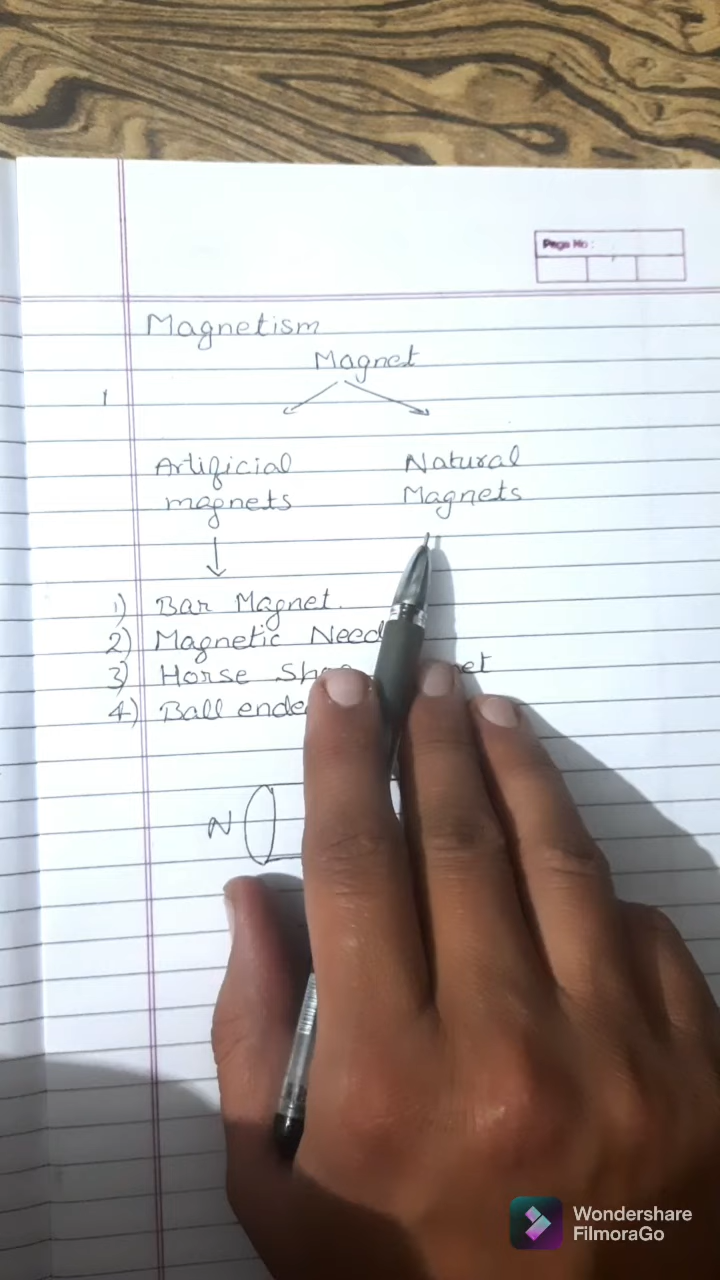 Page No :
Magnetism
Magnet
1
Artificial Natural
magnets Magnets
1) Bar Magnet.
2) Magnetic
3) Horse
4) Ball
N
Wondershare
FilmoraGo